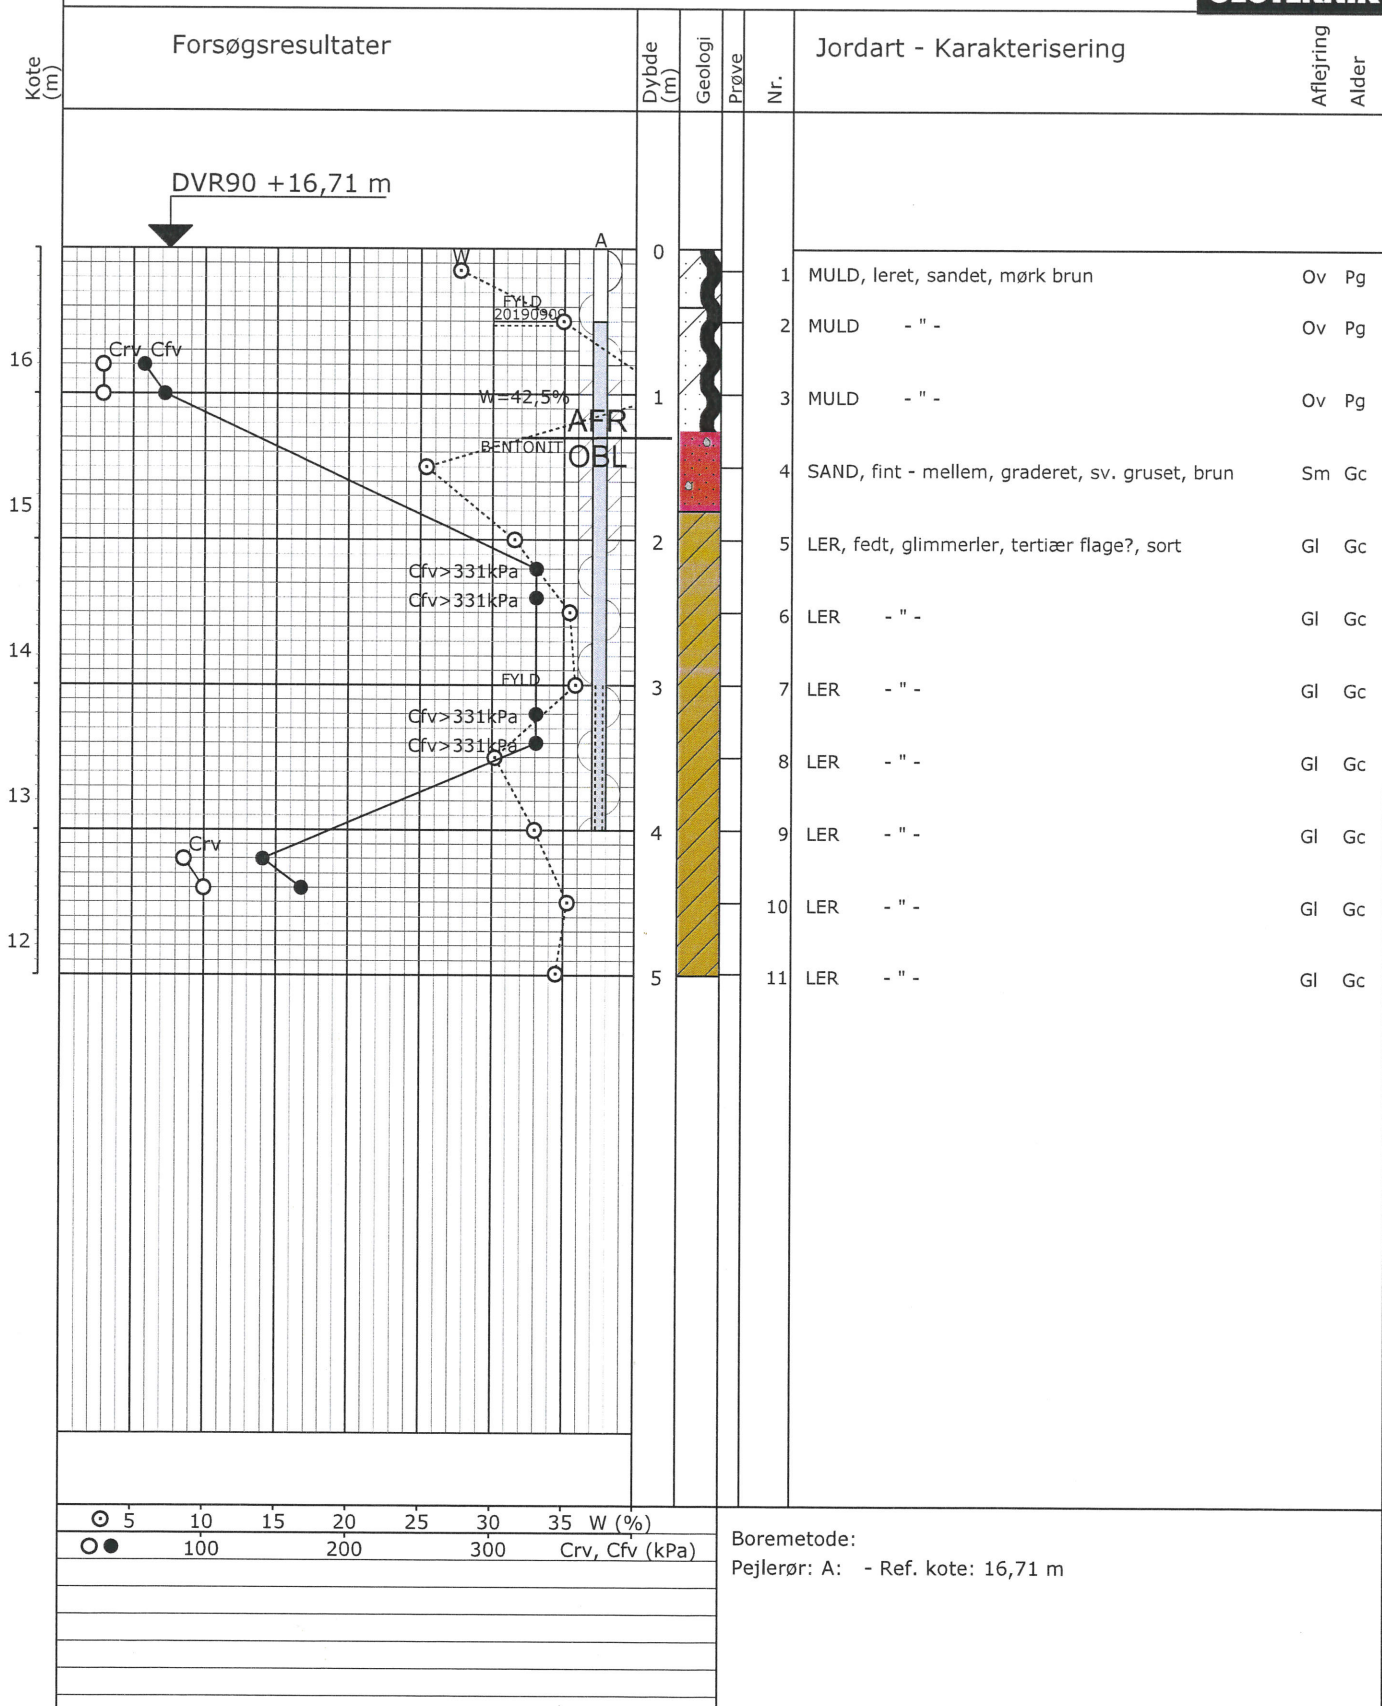 Kote (m)
Forsøgsresultater
Dybde (m)
Geologi
Prøve
Nr.
Jordart - Karakterisering
Aflejring
Alder
DVR90 +16,71 m
A
W
0
1 MULD, leret, sandet, mørk brun Ov Pg
FYLD
20190909
2 MULD - " - Ov Pg
16
Crv Cfv
W=42,5%
1
3 MULD - " - Ov Pg
AFR
BENTONIT
OBL
4 SAND, fint - mellem, graderet, sv. gruset, brun Sm Gc
15
2
5 LER, fedt, glimmerler, tertiær flage?, sort Gl Gc
Cfv>331kPa
Cfv>331kPa
6 LER - " - Gl Gc
14
FYLD
3
7 LER - " - Gl Gc
Cfv>331kPa
Cfv>331kPa
8 LER - " - Gl Gc
13
4
9 LER - " - Gl Gc
Crv
10 LER - " - Gl Gc
12
5
11 LER - " - Gl Gc
5 10 15 20 25 30 35 W (%)
100 200 300 Crv, Cfv (kPa)
Boremetode:
Pejlerør: A: - Ref. kote: 16,71 m